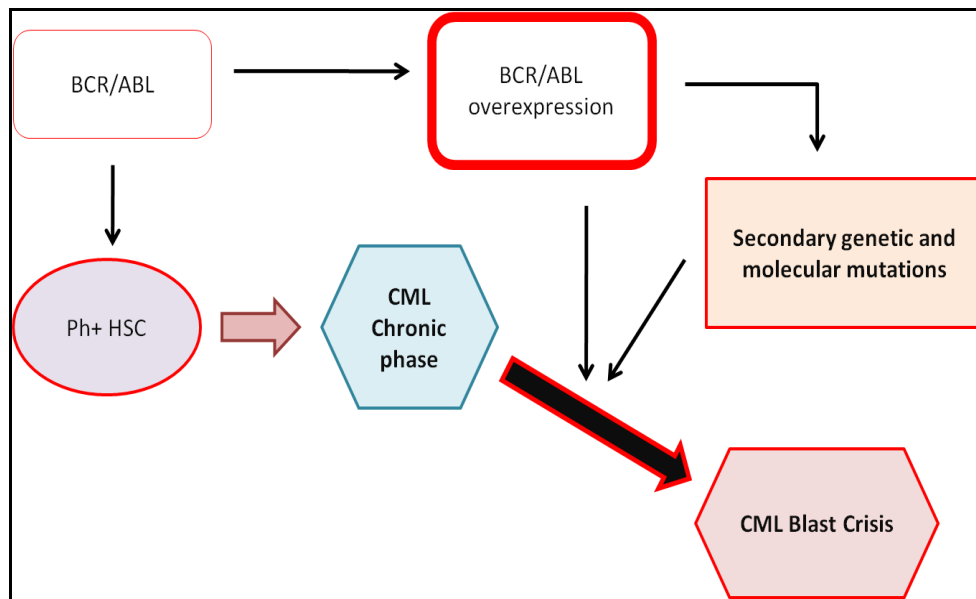 BCR/ABL
BCR/ABL
overexpression
Secondary genetic and
molecular mutations
Ph+ HSC
CML
Chronic
phase
CML Blast Crisis